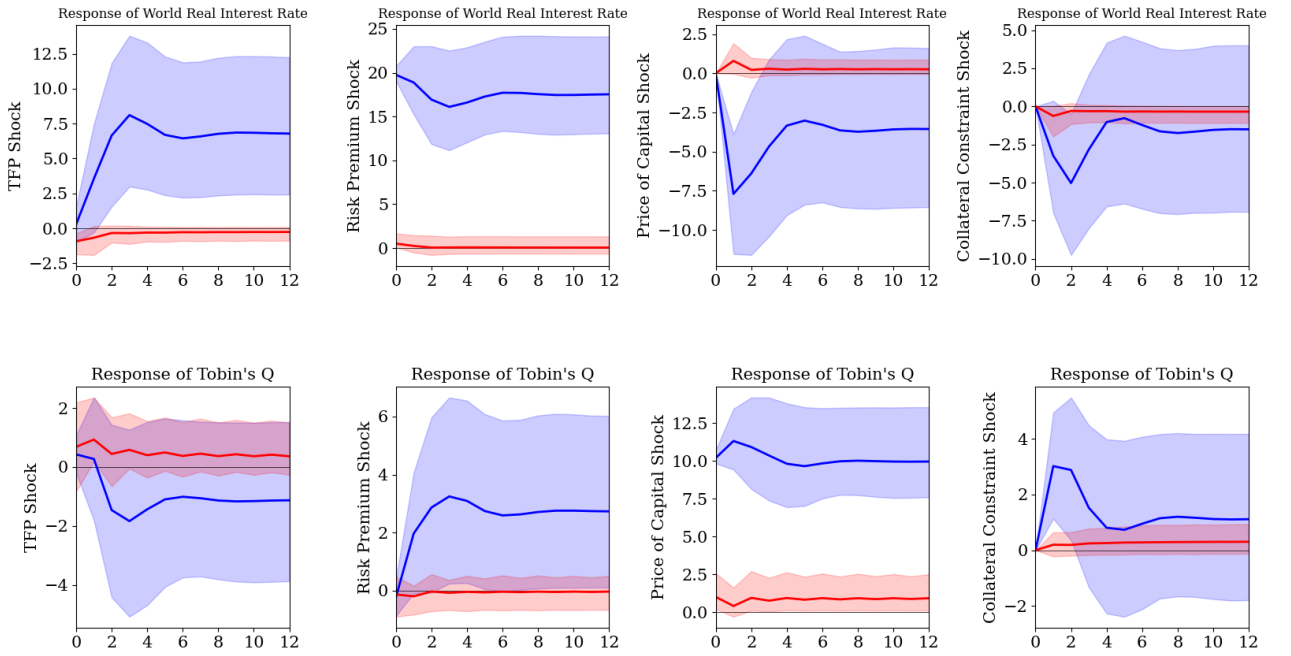 Response of World Real Interest Rate
TFP Shock
12.5
10.0
7.5
5.0
2.5
0.0
−2.5
0 2 4 6 8 10 12
Response of World Real Interest Rate
Risk Premium Shock
25
20
15
10
5
0
0 2 4 6 8 10 12
Response of World Real Interest Rate
Price of Capital Shock
2.5
0.0
−2.5
−5.0
−7.5
−10.0
0 2 4 6 8 10 12
Response of World Real Interest Rate
Collateral Constraint Shock
5.0
2.5
0.0
−2.5
−5.0
−7.5
−10.0
0 2 4 6 8 10 12
Response of Tobin's Q
TFP Shock
2
0
−2
−4
0 2 4 6 8 10 12
Response of Tobin's Q
Risk Premium Shock
6
4
2
0
0 2 4 6 8 10 12
Response of Tobin's Q
Price of Capital Shock
12.5
10.0
7.5
5.0
2.5
0.0
0 2 4 6 8 10 12
Response of Tobin's Q
Collateral Constraint Shock
4
2
0
−2
0 2 4 6 8 10 12